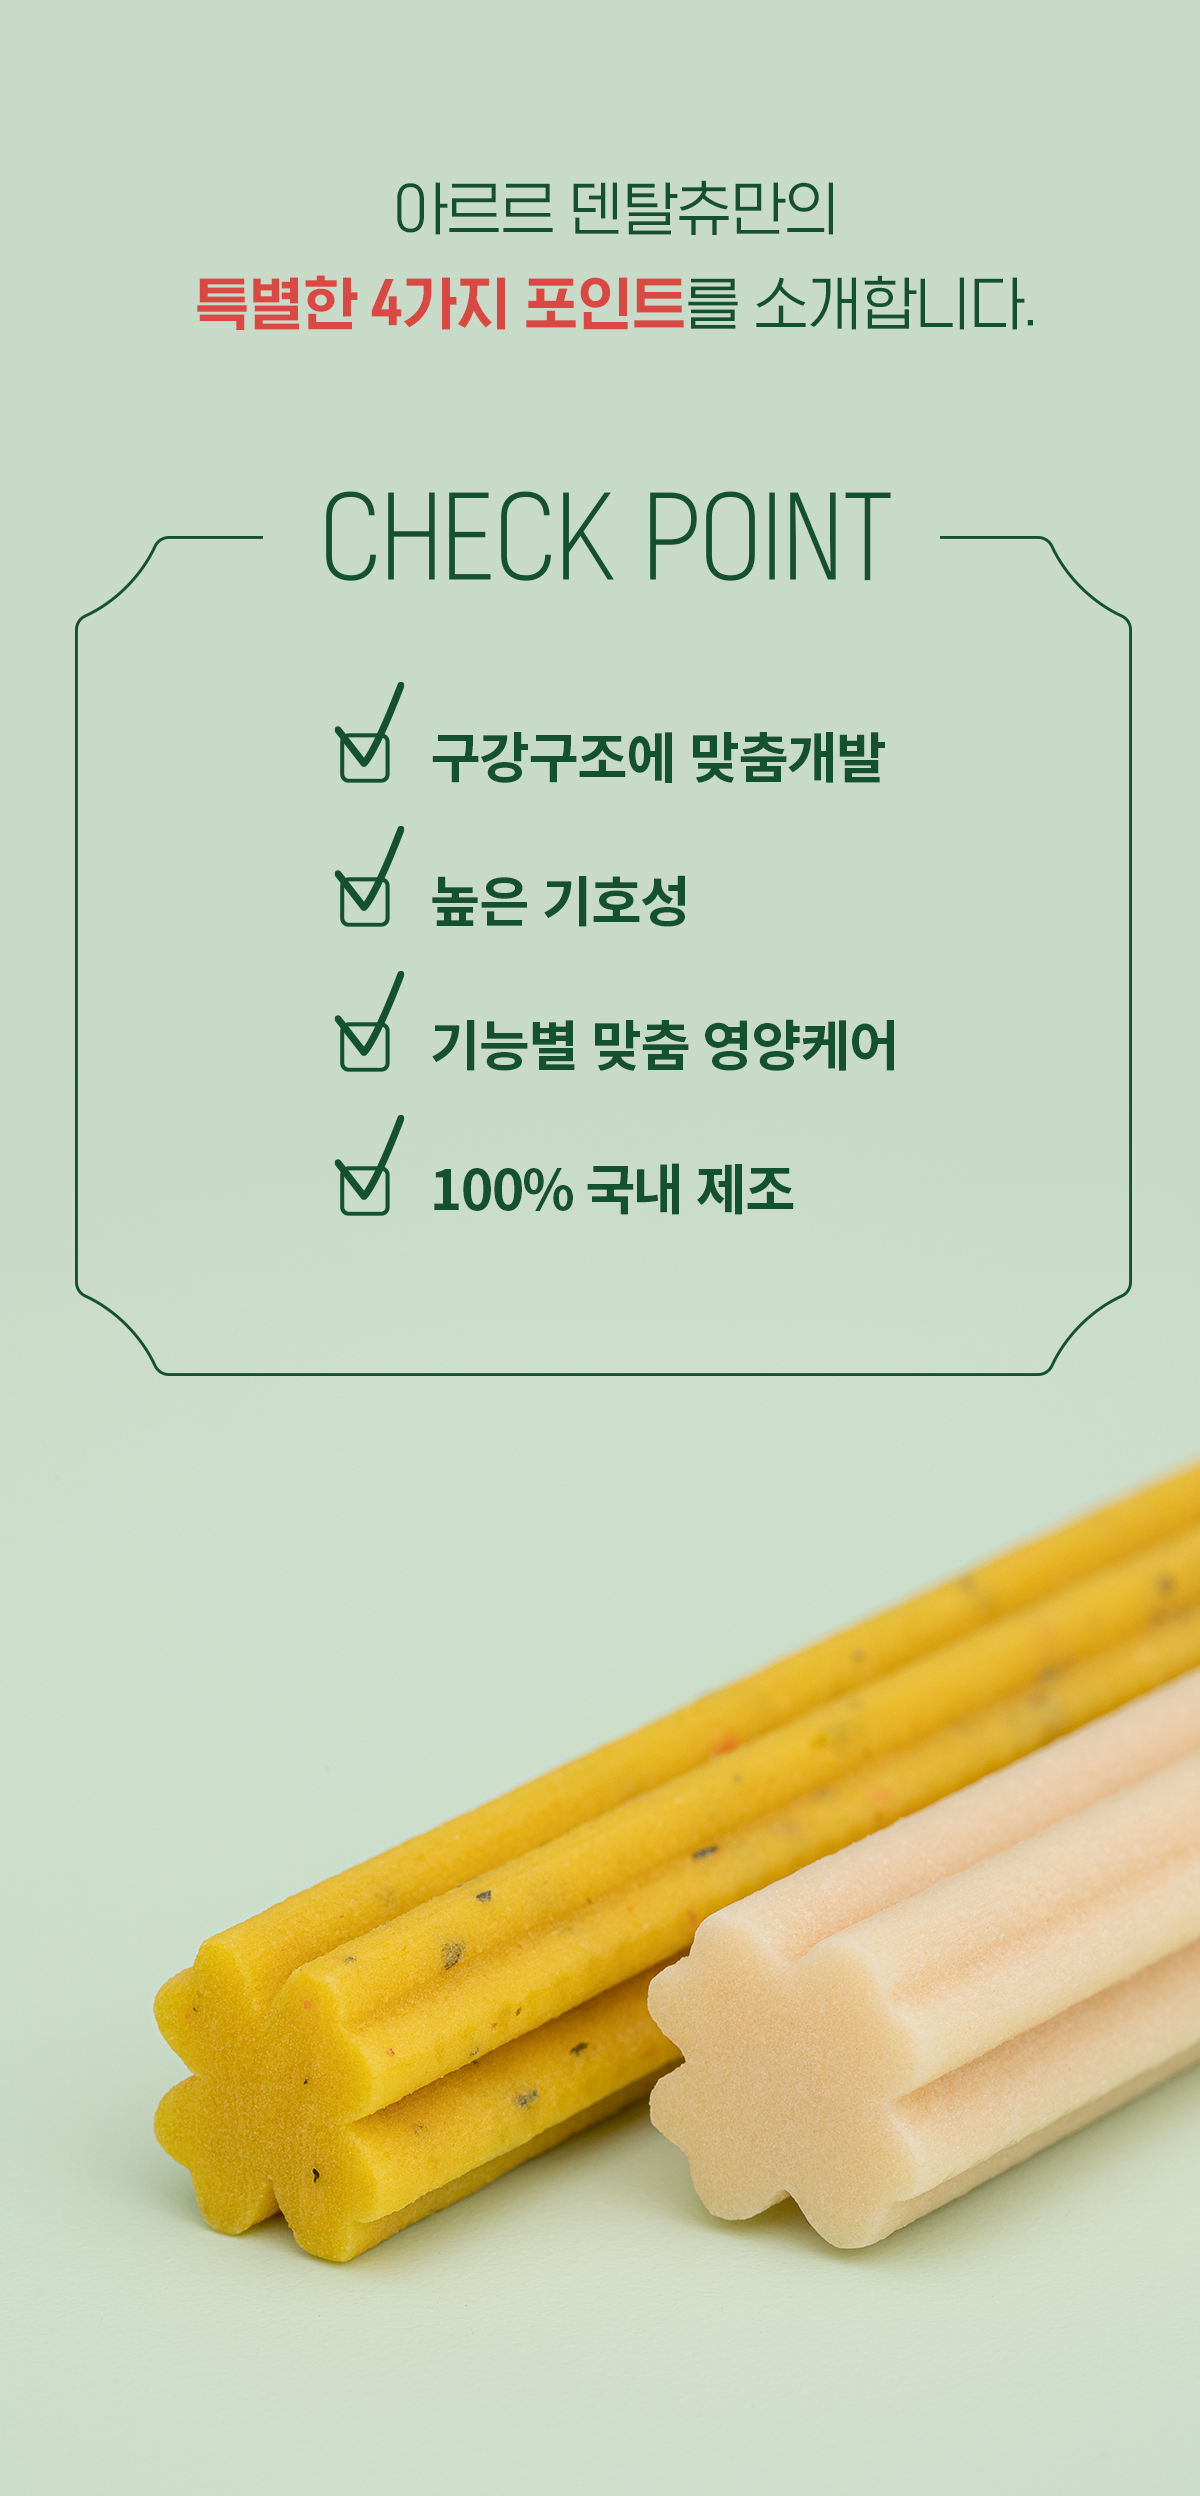 아르르 덴탈츄만의
특별한 4가지 포인트를 소개합니다.
CHECK POINT
구강구조에 맞춤개발
높은 기호성
기능별 맞춤 영양케어
100% 국내 제조